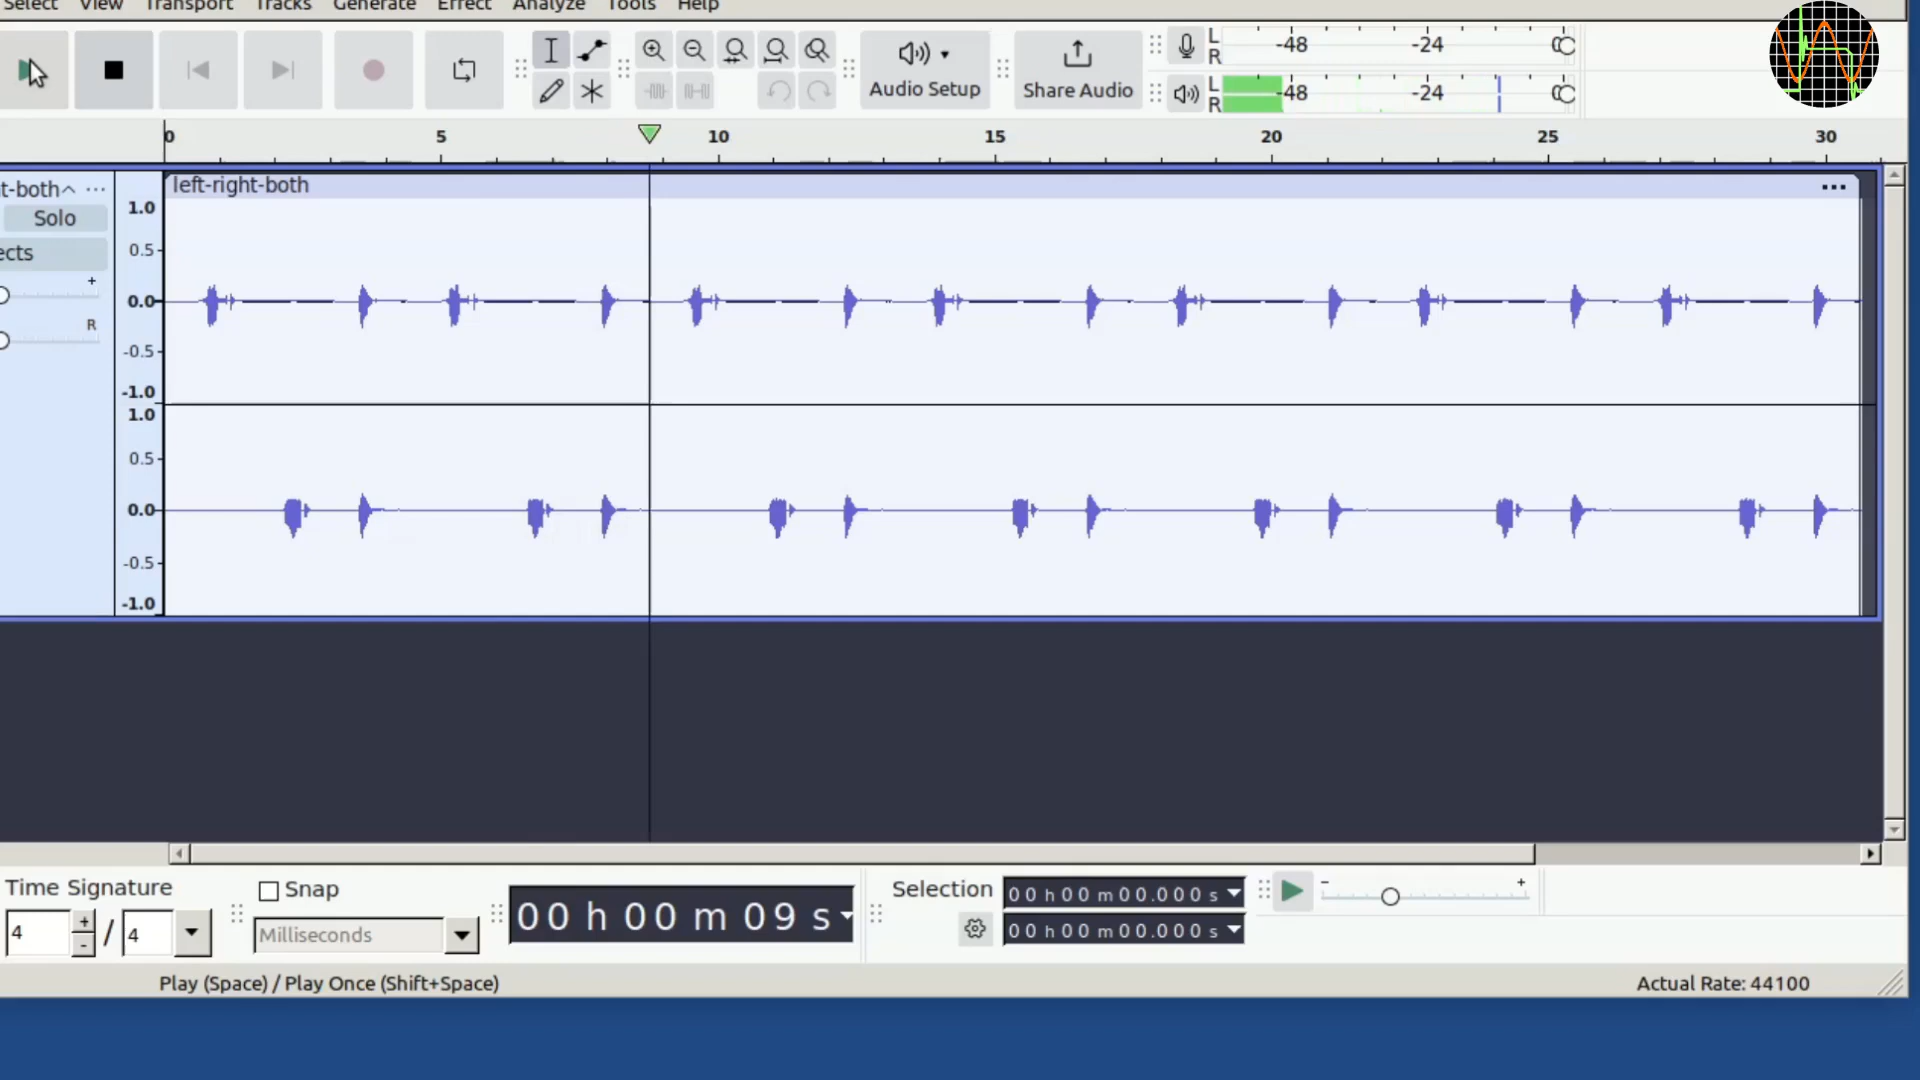 Select View Transport Tracks Generate Effect Analyze Tools Help
Audio Setup
Share Audio
L
R
-48 -24 0
L
R
-48 -24 0
0 5 10 15 20 25 30
t-both
left-right-both
Solo
ects
+
R
1.0
0.5
0.0
-0.5
-1.0
1.0
0.5
0.0
-0.5
-1.0
Time Signature
4 + - / 4
Snap
Milliseconds
00 h 00 m 09 s
Selection
00 h 00 m 00.000 s
00 h 00 m 00.000 s
- +
Play (Space) / Play Once (Shift+Space)
Actual Rate: 44100